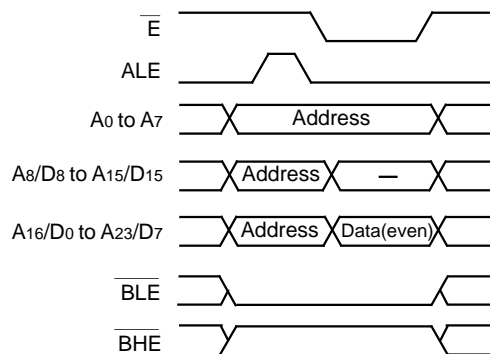 E
ALE
A0 to A7 Address
A8/D8 to A15/D15 Address –
A16/D0 to A23/D7 Address Data(even)
BLE
BHE